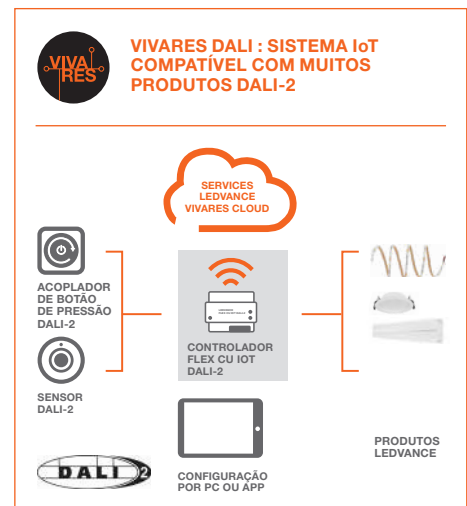 VIVA
RES
VIVARES DALI : SISTEMA IoT
COMPATÍVEL COM MUITOS
PRODUTOS DALI-2
SERVICES
LEDVANCE
VIVARES CLOUD
ACOPLADOR
DE BOTÃO
DE PRESSÃO
DALI-2
SENSOR
DALI-2
CONTROLADOR
FLEX CU IOT
DALI-2
PRODUTOS
LEDVANCE
DALI 2
CONFIGURAÇÃO
POR PC OU APP